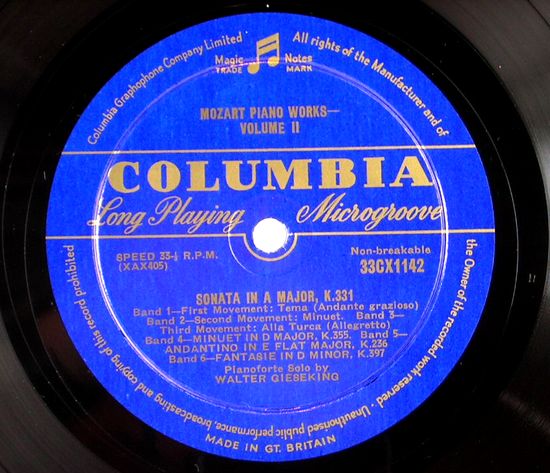 Columbia Graphophone Company Limited
Magic Notes
TRADE MARK
All rights of the Manufacturer and of
MOZART PIANO WORKS—
VOLUME II
COLUMBIA
Long Playing Microgroove
SPEED 33-⅓ R.P.M.
(XAX405)
Non-breakable
33CX1142
SONATA IN A MAJOR, K.331
Band 1—First Movement: Tema (Andante grazioso)
Band 2—Second Movement: Minuet. Band 3—
Third Movement: Alla Turca (Allegretto)
Band 4—MINUET IN D MAJOR, K.355. Band 5—
ANDANTINO IN E FLAT MAJOR, K.236
Band 6—FANTASIE IN D MINOR, K.397
Pianoforte Solo by
WALTER GIESEKING
the Owner of the recorded work reserved · Unauthorised public performance, broadcasting and copying of this record prohibited
MADE IN GT. BRITAIN